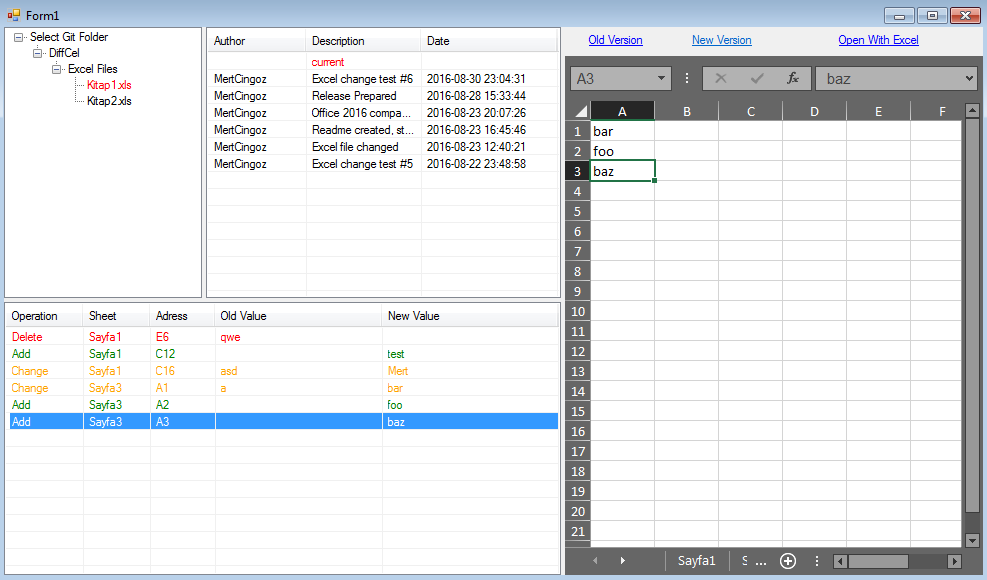 Form1
Select Git Folder
DiffCel
Excel Files
Kitap1.xls
Kitap2.xls
Author Description Date
current
MertCingoz Excel change test #6 2016-08-30 23:04:31
MertCingoz Release Prepared 2016-08-28 15:33:44
MertCingoz Office 2016 compa... 2016-08-23 20:07:26
MertCingoz Readme created, st... 2016-08-23 16:45:46
MertCingoz Excel file changed 2016-08-23 12:40:21
MertCingoz Excel change test #5 2016-08-22 23:48:58
Operation Sheet Adress Old Value New Value
Delete Sayfa1 E6 qwe
Add Sayfa1 C12 test
Change Sayfa1 C16 asd Mert
Change Sayfa3 A1 a bar
Add Sayfa3 A2 foo
Add Sayfa3 A3 baz
Old Version New Version Open With Excel
A3 fx baz
A B C D E F
1 bar
2 foo
3 baz
4
5
6
7
8
9
10
11
12
13
14
15
16
17
18
19
20
21
Sayfa1 S ...